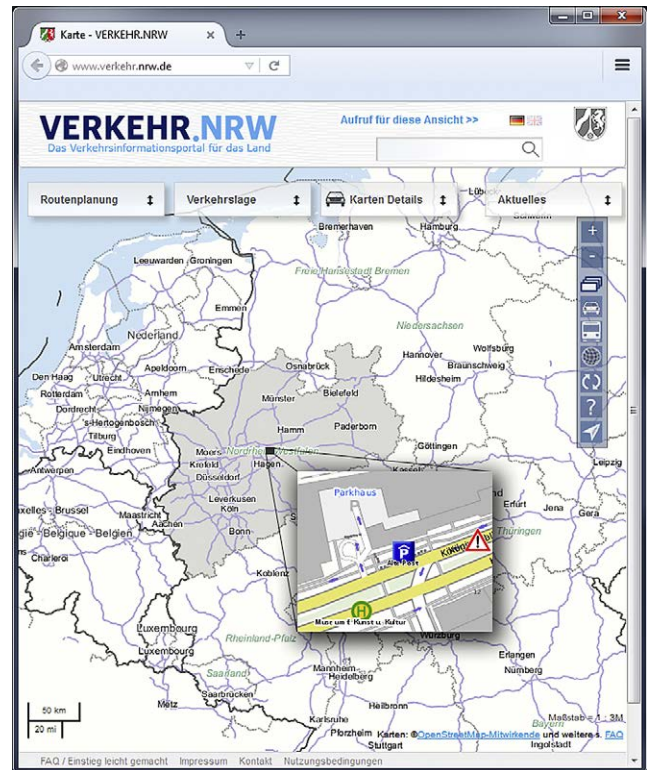 Karte - VERKEHR.NRW
www.verkehr.nrw.de
VERKEHR.NRW
Das Verkehrsinformationsportal für das Land
Aufruf für diese Ansicht >>
Routenplanung
Verkehrslage
Karten Details
Aktuelles
Bremerhaven
Hamburg
Leeuwarden
Groningen
Freie Hansestadt Bremen
Emmen
Niedersachsen
Nederland
Amsterdam
Wolfsburg
Hannover
Braunschweig
Apeldoorn
Enschede
Osnabrück
Den Haag
Utrecht
Hildesheim
Rotterdam
Arnhem
Bielefeld
Münster
Dordrecht
Nijmegen
's-Hertogenbosch
Hamm
Paderborn
Tilburg
Eindhoven
Göttingen
Moers
Nordrhein-Westfalen
Leipzig
Antwerpen
Krefeld
Hagen
Kassel
Düsseldorf
Parkhaus
Leverkusen
Köln
Erfurt
Jena
Gera
Brussel
Maastricht
Aachen
Thüringen
Belgique - Belgien
Bonn
Alte Post
Charleroi
Koblenz
H
Museum f. Kunst u. Kultur
Luxembourg
Luxembourg
Rheinland-Pfalz
Würzburg
Erlangen
Nürnberg
Saarland
Mannheim
Heidelberg
Saarbrücken
Metz
Heilbronn
50 km
20 mi
Karlsruhe
Maßstab = 1 : 3M
Bayern
Pforzheim
Karten: ©OpenStreetMap-Mitwirkende und weitere s. FAQ
Stuttgart
Ingolstadt
FAQ / Einstieg leicht gemacht Impressum Kontakt Nutzungsbedingungen